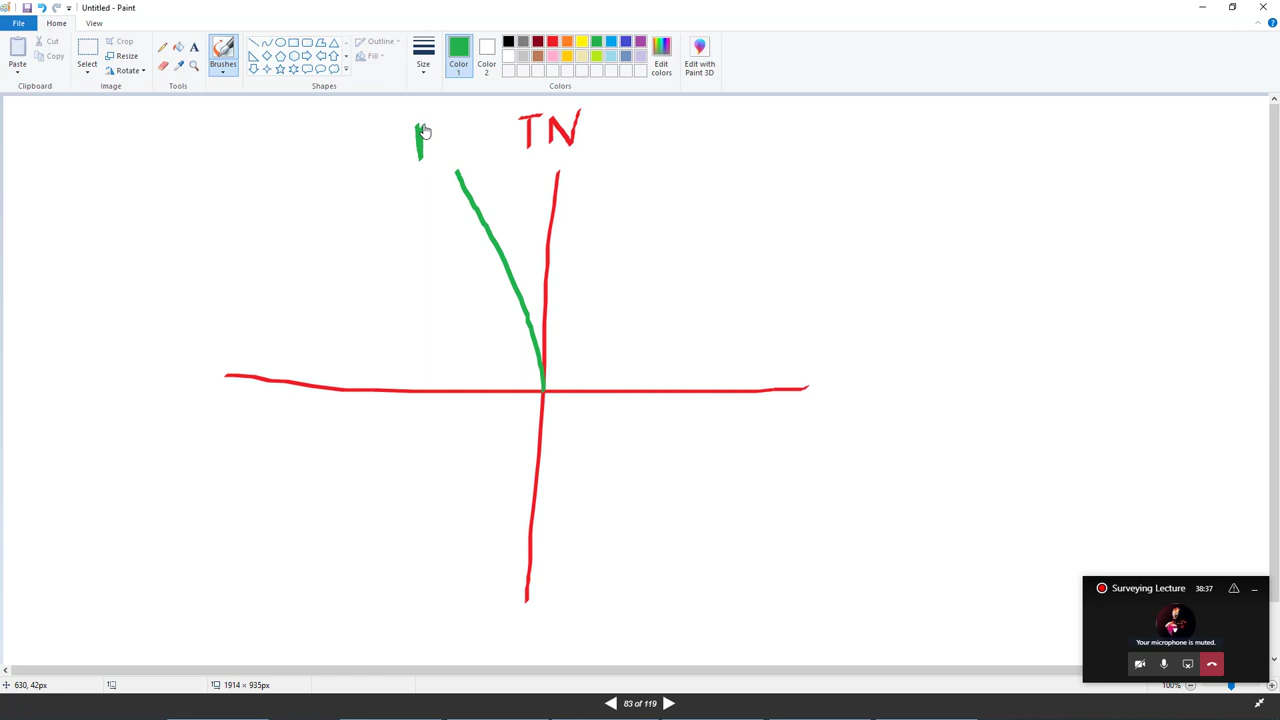 Untitled - Paint
File Home View
Paste
Cut
Copy
Clipboard
Select
Crop
Resize
Rotate
Image
A
Tools
Brushes
Outline
Fill
Shapes
Size
Color 1
Color 2
Edit colors
Colors
Edit with Paint 3D
TN
Surveying Lecture 38:37
Your microphone is muted.
630, 42px
1914 × 935px
100%
83 of 119